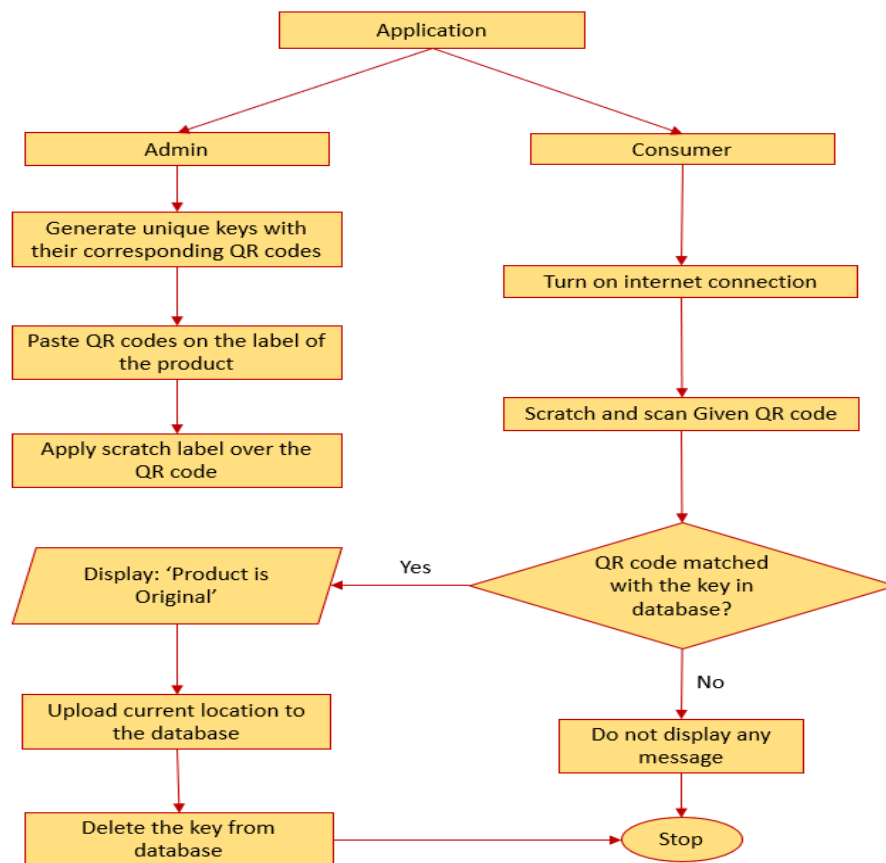 Application
Admin
Consumer
Generate unique keys with
their corresponding QR codes
Turn on internet connection
Paste QR codes on the label of
the product
Scratch and scan Given QR code
Apply scratch label over the
QR code
QR code matched
with the key in
database?
Yes
Display: ‘Product is
Original’
No
Upload current location to
the database
Do not display any
message
Delete the key from
database
Stop